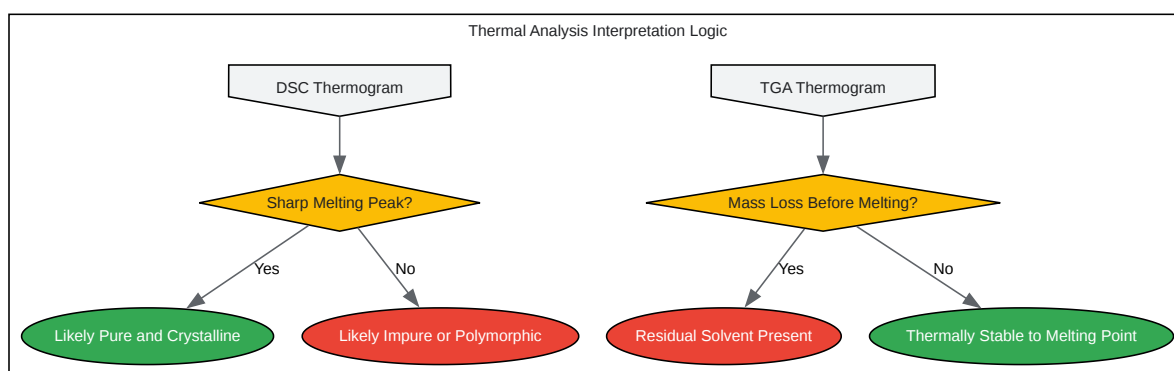 Thermal Analysis Interpretation Logic
DSC Thermogram
TGA Thermogram
Sharp Melting Peak?
Mass Loss Before Melting?
Yes
No
Yes
No
Likely Pure and Crystalline
Likely Impure or Polymorphic
Residual Solvent Present
Thermally Stable to Melting Point